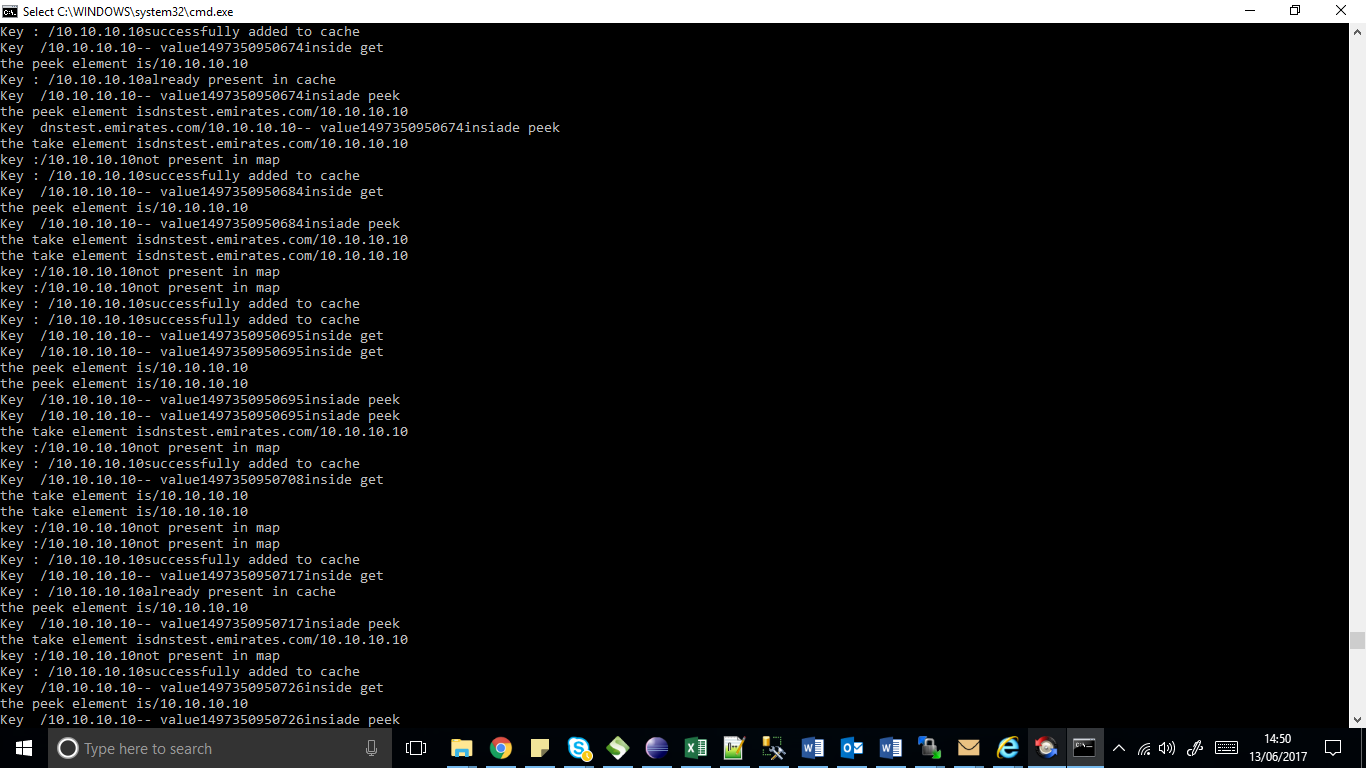 Select C:\WINDOWS\system32\cmd.exe
Key : /10.10.10.10successfully added to cache
Key  /10.10.10.10-- value1497350950674inside get
the peek element is/10.10.10.10
Key : /10.10.10.10already present in cache
Key  /10.10.10.10-- value1497350950674insiade peek
the peek element isdnstest.emirates.com/10.10.10.10
Key  dnstest.emirates.com/10.10.10.10-- value1497350950674insiade peek
the take element isdnstest.emirates.com/10.10.10.10
key :/10.10.10.10not present in map
Key : /10.10.10.10successfully added to cache
Key  /10.10.10.10-- value1497350950684inside get
the peek element is/10.10.10.10
Key  /10.10.10.10-- value1497350950684insiade peek
the take element isdnstest.emirates.com/10.10.10.10
the take element isdnstest.emirates.com/10.10.10.10
key :/10.10.10.10not present in map
key :/10.10.10.10not present in map
Key : /10.10.10.10successfully added to cache
Key : /10.10.10.10successfully added to cache
Key  /10.10.10.10-- value1497350950695inside get
Key  /10.10.10.10-- value1497350950695inside get
the peek element is/10.10.10.10
the peek element is/10.10.10.10
Key  /10.10.10.10-- value1497350950695insiade peek
Key  /10.10.10.10-- value1497350950695insiade peek
the take element isdnstest.emirates.com/10.10.10.10
key :/10.10.10.10not present in map
Key : /10.10.10.10successfully added to cache
Key  /10.10.10.10-- value1497350950708inside get
the take element is/10.10.10.10
the take element is/10.10.10.10
key :/10.10.10.10not present in map
key :/10.10.10.10not present in map
Key : /10.10.10.10successfully added to cache
Key  /10.10.10.10-- value1497350950717inside get
Key : /10.10.10.10already present in cache
the peek element is/10.10.10.10
Key  /10.10.10.10-- value1497350950717insiade peek
the take element isdnstest.emirates.com/10.10.10.10
key :/10.10.10.10not present in map
Key : /10.10.10.10successfully added to cache
Key  /10.10.10.10-- value1497350950726inside get
the peek element is/10.10.10.10
Key  /10.10.10.10-- value1497350950726insiade peek
Type here to search
14:50
13/06/2017